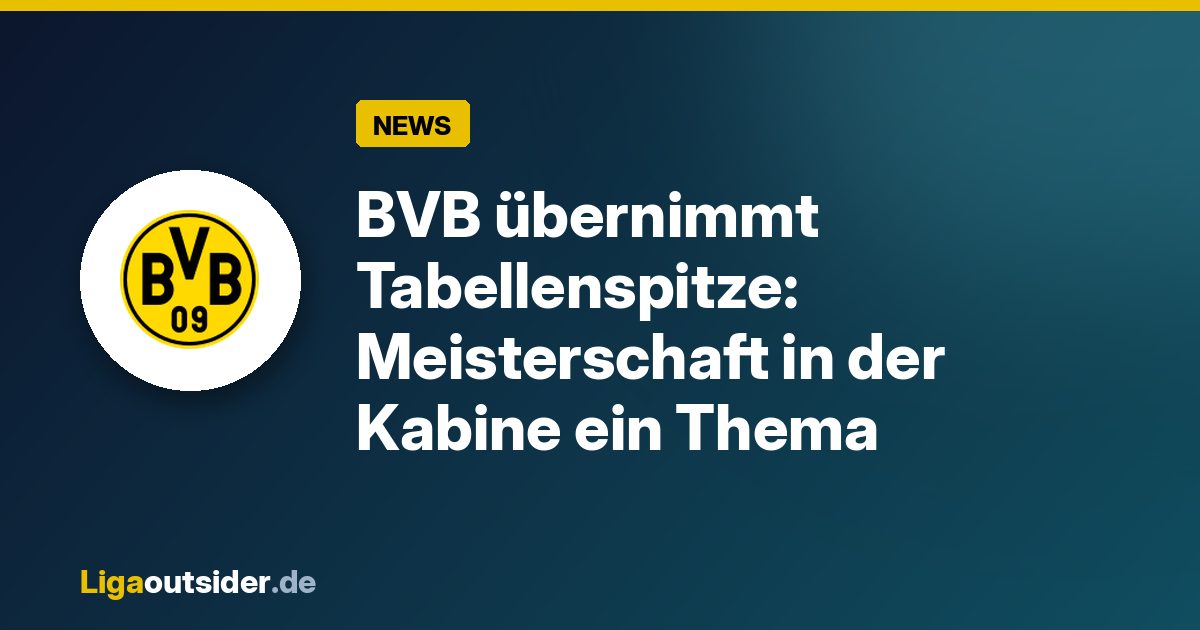 NEWS
BVB 09
BVB übernimmt
Tabellenspitze:
Meisterschaft in der
Kabine ein Thema
Ligaoutsider.de